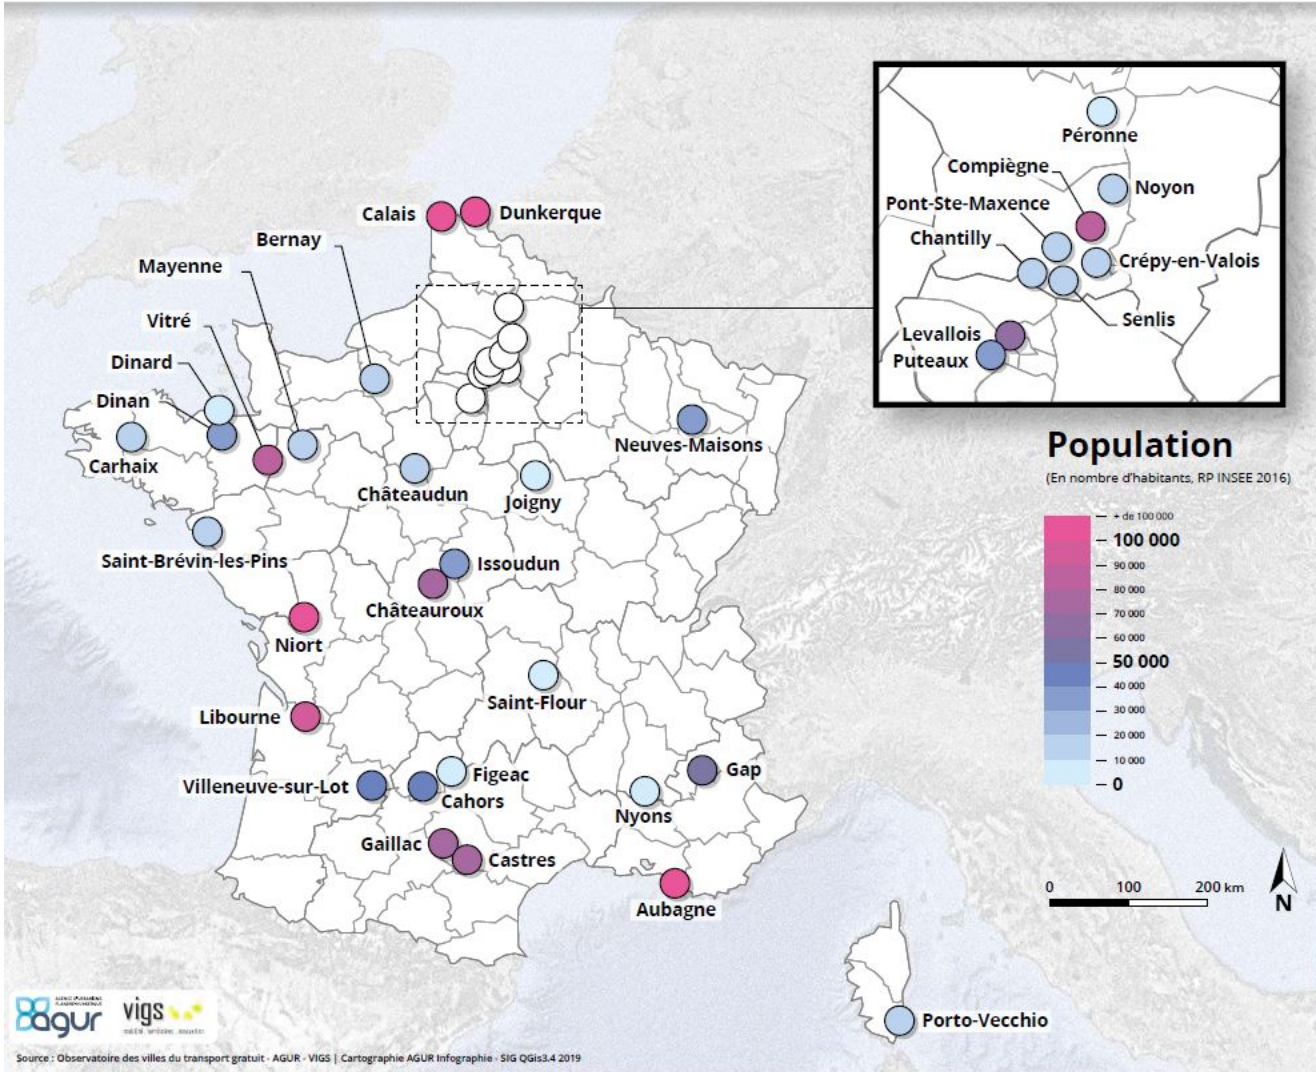 Péronne
Compiègne
Noyon
Pont-Ste-Maxence
Chantilly
Crépy-en-Valois
Senlis
Levallois
Puteaux
Calais
Dunkerque
Bernay
Mayenne
Vitré
Dinard
Dinan
Carhaix
Neuves-Maisons
Châteaudun
Joigny
Saint-Brévin-les-Pins
Issoudun
Châteauroux
Niort
Saint-Flour
Libourne
Villeneuve-sur-Lot
Figeac
Cahors
Gap
Nyons
Gaillac
Castres
Aubagne
Porto-Vecchio
Population
(En nombre d'habitants, RP INSEE 2016)
+ de 100 000
100 000
90 000
80 000
70 000
60 000
50 000
40 000
30 000
20 000
10 000
0
0 100 200 km
N
agur
vigs
Source : Observatoire des villes du transport gratuit - AGUR - VIGS | Cartographie AGUR Infographie - SIG QGis3.4 2019